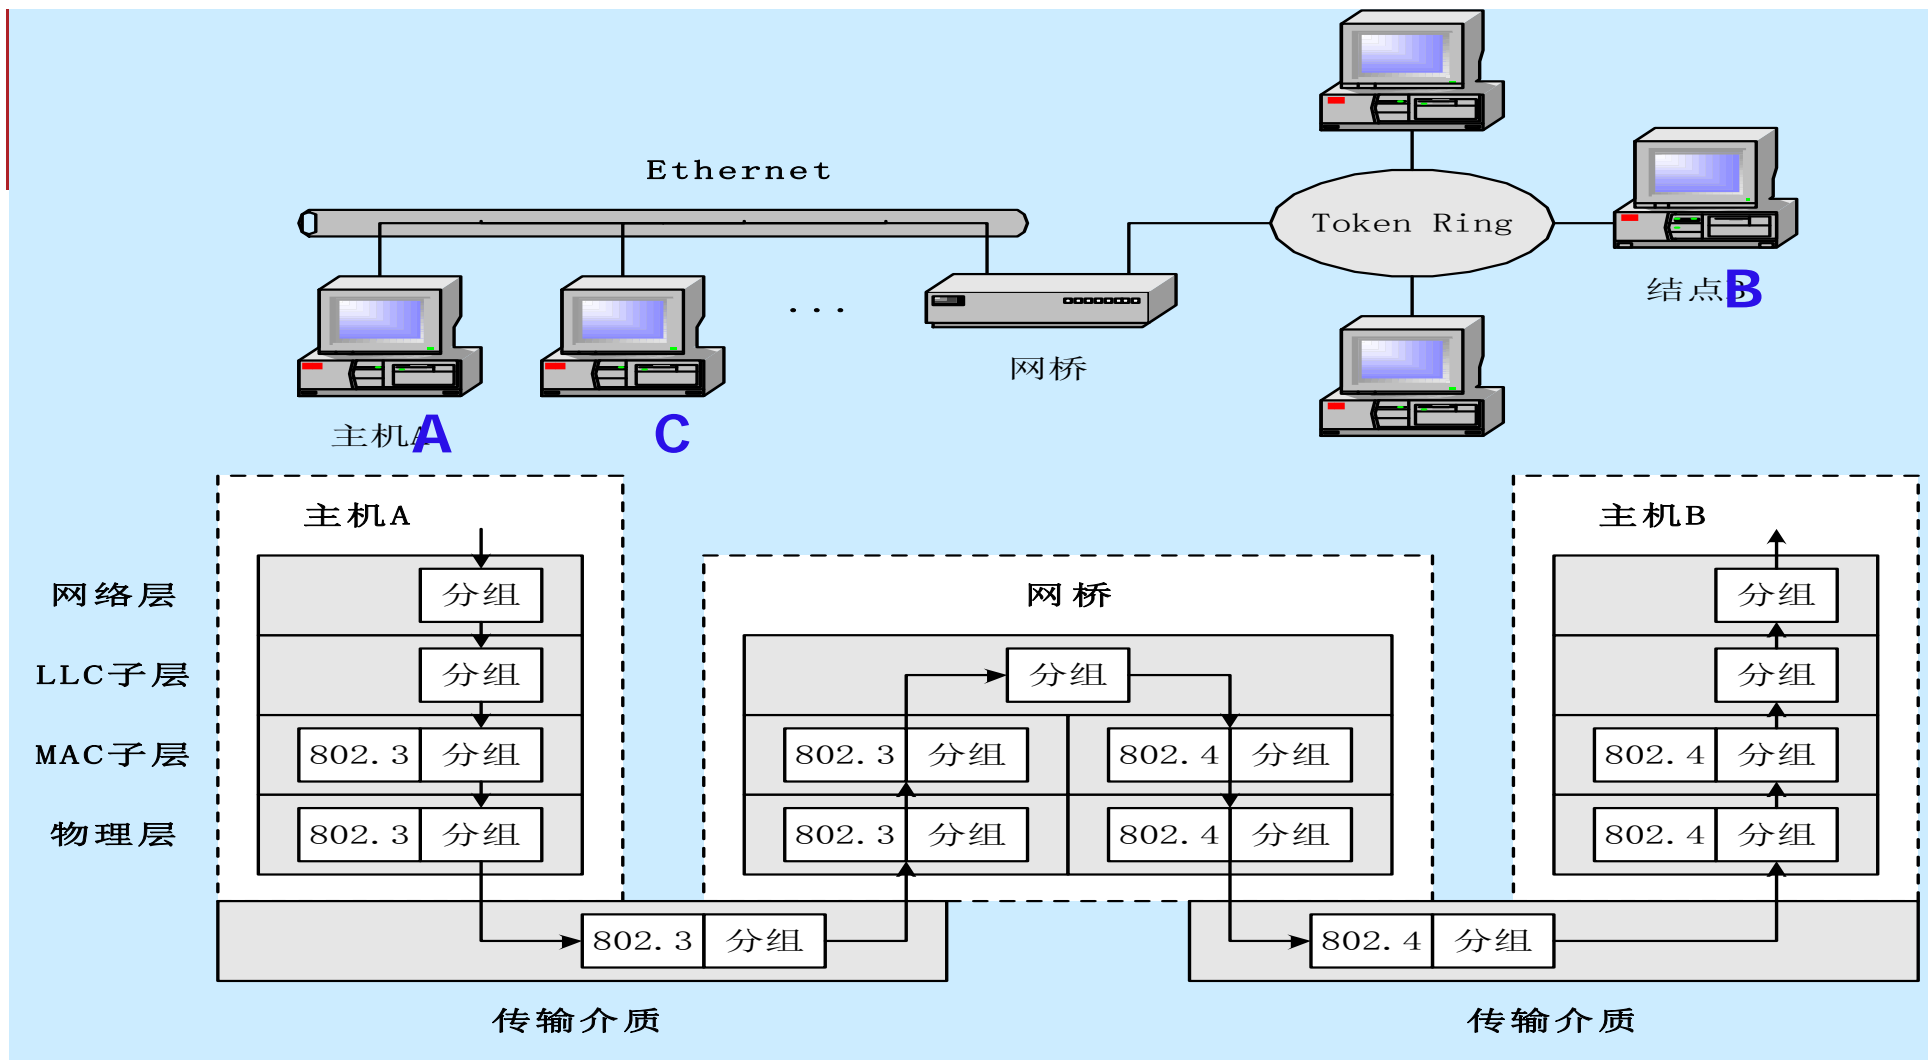 Ethernet
Token Ring
结点B
B
...
网桥
主机A
A
C
主机A
主机B
网络层
分组
网桥
分组
LLC子层
分组
分组
分组
MAC子层
802.3 分组
802.3 分组
802.4 分组
802.4 分组
物理层
802.3 分组
802.3 分组
802.4 分组
802.4 分组
802.3 分组
802.4 分组
传输介质
传输介质